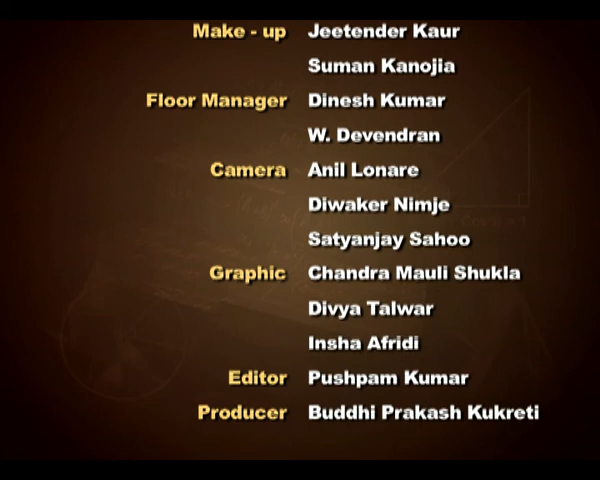 Make - up Jeetender Kaur
Suman Kanojia
Floor Manager Dinesh Kumar
W. Devendran
Camera Anil Lonare
Diwaker Nimje
Satyanjay Sahoo
Graphic Chandra Mauli Shukla
Divya Talwar
Insha Afridi
Editor Pushpam Kumar
Producer Buddhi Prakash Kukreti